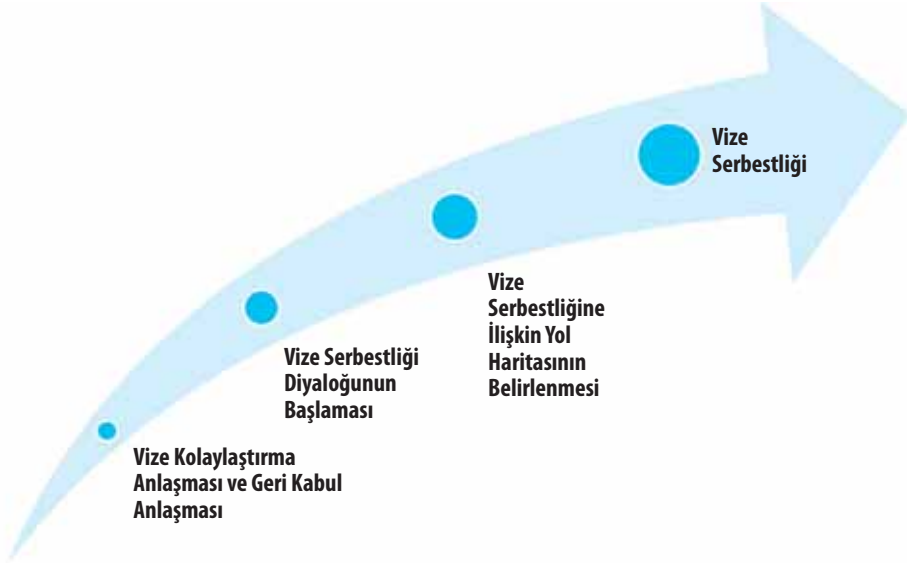 Vize
Serbestliği
Vize
Serbestliğine
İlişkin Yol
Haritasının
Belirlenmesi
Vize Serbestliği
Diyaloğunun
Başlaması
Vize Kolaylaştırma
Anlaşması ve Geri Kabul
Anlaşması